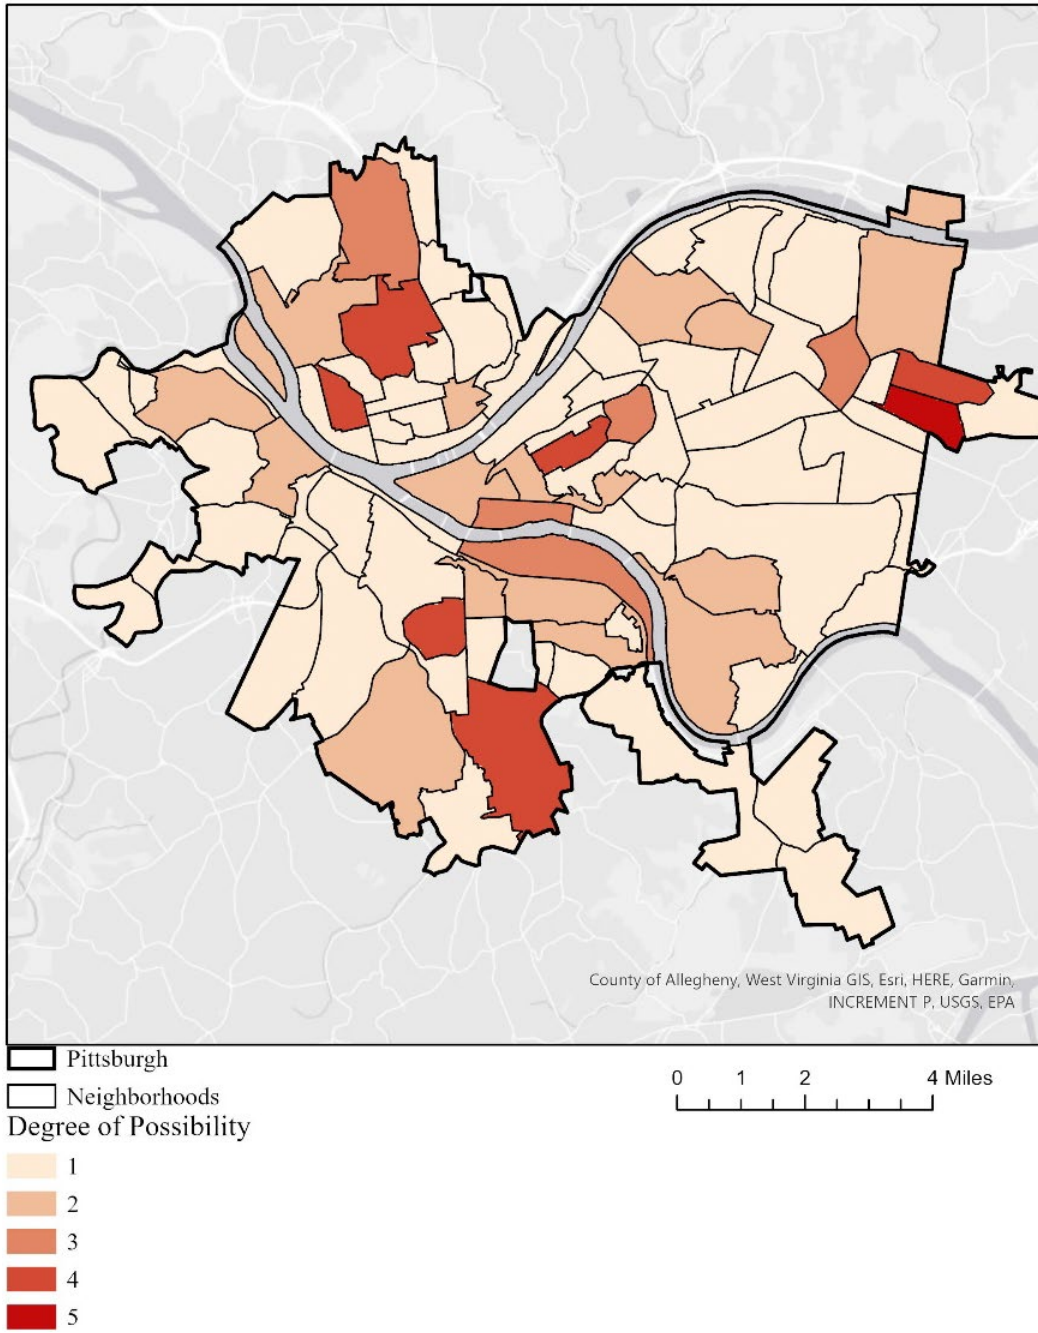 County of Allegheny, West Virginia GIS, Esri, HERE, Garmin,
INCREMENT P, USGS, EPA
Pittsburgh
Neighborhoods
Degree of Possibility
1
2
3
4
5
0 1 2 4 Miles